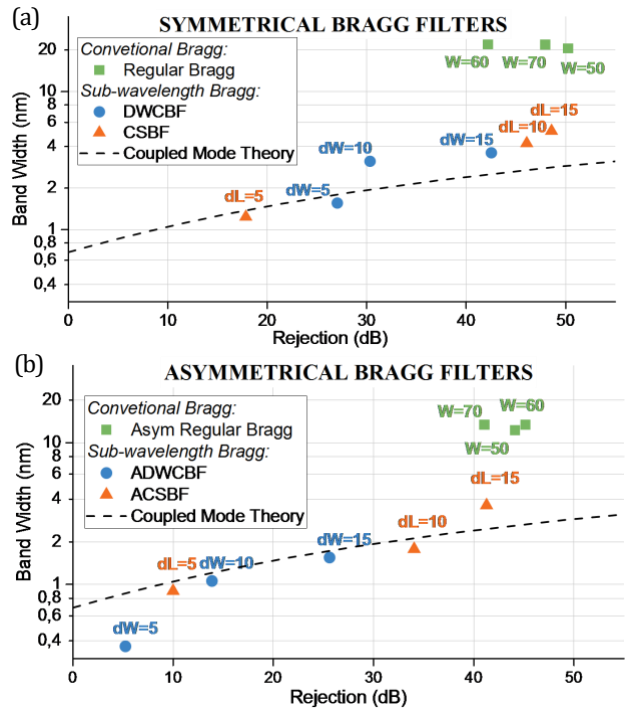 (a)
SYMMETRICAL BRAGG FILTERS
Convetional Bragg:
Regular Bragg
Sub-wavelength Bragg:
DWCBF
CSBF
Coupled Mode Theory
W=60 W=70 W=50
dL=15
dL=10
dW=15
dW=10
dL=5
dW=5
20
10
4
2
1
0,8
0,6
0,4
Band Width (nm)
0 10 20 30 40 50
Rejection (dB)
(b)
ASYMMETRICAL BRAGG FILTERS
Convetional Bragg:
Asym Regular Bragg
Sub-wavelength Bragg:
ADWCBF
ACSBF
Coupled Mode Theory
W=70 W=60
W=50
dL=15
dL=10
dW=15
dL=5 dW=10
dW=5
20
10
4
2
1
0,8
0,6
0,4
Band Width (nm)
0 10 20 30 40 50
Rejection (dB)